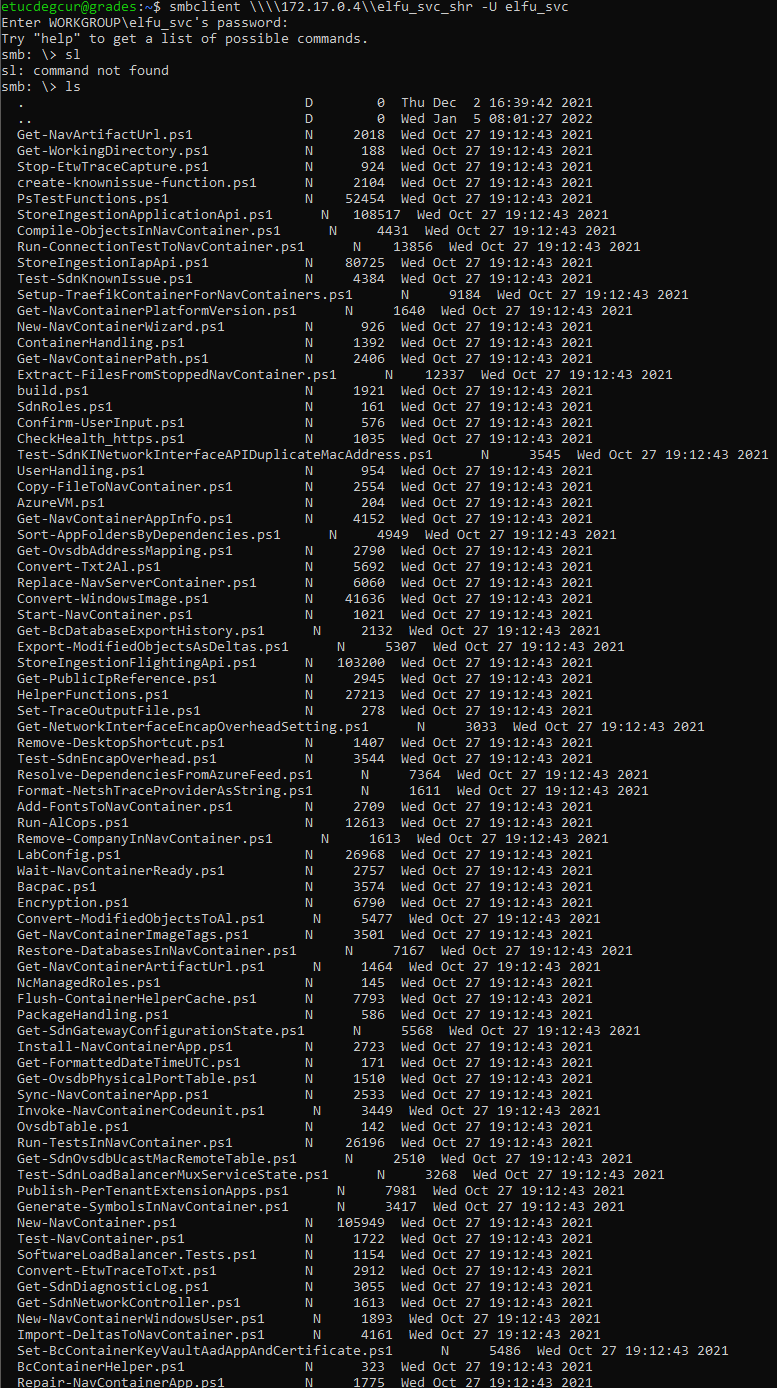 etucdegcur@grades:~$ smbclient \\\\172.17.0.4\\elfu_svc_shr -U elfu_svc
Enter WORKGROUP\elfu_svc's password:
Try "help" to get a list of possible commands.
smb: \> sl
sl: command not found
smb: \> ls
  .                                   D        0  Thu Dec  2 16:39:42 2021
  ..                                  D        0  Wed Jan  5 08:01:27 2022
  Get-NavArtifactUrl.ps1              N     2018  Wed Oct 27 19:12:43 2021
  Get-WorkingDirectory.ps1            N      188  Wed Oct 27 19:12:43 2021
  Stop-EtwTraceCapture.ps1            N      924  Wed Oct 27 19:12:43 2021
  create-knownissue-function.ps1      N     2104  Wed Oct 27 19:12:43 2021
  PsTestFunctions.ps1                 N    52454  Wed Oct 27 19:12:43 2021
  StoreIngestionApplicationApi.ps1      N   108517  Wed Oct 27 19:12:43 2021
  Compile-ObjectsInNavContainer.ps1      N     4431  Wed Oct 27 19:12:43 2021
  Run-ConnectionTestToNavContainer.ps1      N    13856  Wed Oct 27 19:12:43 2021
  StoreIngestionIapApi.ps1            N    80725  Wed Oct 27 19:12:43 2021
  Test-SdnKnownIssue.ps1              N     4384  Wed Oct 27 19:12:43 2021
  Setup-TraefikContainerForNavContainers.ps1      N     9184  Wed Oct 27 19:12:43 2021
  Get-NavContainerPlatformVersion.ps1      N     1640  Wed Oct 27 19:12:43 2021
  New-NavContainerWizard.ps1          N      926  Wed Oct 27 19:12:43 2021
  ContainerHandling.ps1               N     1392  Wed Oct 27 19:12:43 2021
  Get-NavContainerPath.ps1            N     2406  Wed Oct 27 19:12:43 2021
  Extract-FilesFromStoppedNavContainer.ps1      N    12337  Wed Oct 27 19:12:43 2021
  build.ps1                           N     1921  Wed Oct 27 19:12:43 2021
  SdnRoles.ps1                        N      161  Wed Oct 27 19:12:43 2021
  Confirm-UserInput.ps1               N      576  Wed Oct 27 19:12:43 2021
  CheckHealth_https.ps1               N     1035  Wed Oct 27 19:12:43 2021
  Test-SdnKINetworkInterfaceAPIDuplicateMacAddress.ps1      N     3545  Wed Oct 27 19:12:43 2021
  UserHandling.ps1                    N      954  Wed Oct 27 19:12:43 2021
  Copy-FileToNavContainer.ps1         N     2554  Wed Oct 27 19:12:43 2021
  AzureVM.ps1                         N      204  Wed Oct 27 19:12:43 2021
  Get-NavContainerAppInfo.ps1         N     4152  Wed Oct 27 19:12:43 2021
  Sort-AppFoldersByDependencies.ps1      N     4949  Wed Oct 27 19:12:43 2021
  Get-OvsdbAddressMapping.ps1         N     2790  Wed Oct 27 19:12:43 2021
  Convert-Txt2Al.ps1                  N     5692  Wed Oct 27 19:12:43 2021
  Replace-NavServerContainer.ps1      N     6060  Wed Oct 27 19:12:43 2021
  Convert-WindowsImage.ps1            N    41636  Wed Oct 27 19:12:43 2021
  Start-NavContainer.ps1              N     1021  Wed Oct 27 19:12:43 2021
  Get-BcDatabaseExportHistory.ps1      N     2132  Wed Oct 27 19:12:43 2021
  Export-ModifiedObjectsAsDeltas.ps1      N     5307  Wed Oct 27 19:12:43 2021
  StoreIngestionFlightingApi.ps1      N   103200  Wed Oct 27 19:12:43 2021
  Get-PublicIpReference.ps1           N     2945  Wed Oct 27 19:12:43 2021
  HelperFunctions.ps1                 N    27213  Wed Oct 27 19:12:43 2021
  Set-TraceOutputFile.ps1             N      278  Wed Oct 27 19:12:43 2021
  Get-NetworkInterfaceEncapOverheadSetting.ps1      N     3033  Wed Oct 27 19:12:43 2021
  Remove-DesktopShortcut.ps1          N     1407  Wed Oct 27 19:12:43 2021
  Test-SdnEncapOverhead.ps1           N     3544  Wed Oct 27 19:12:43 2021
  Resolve-DependenciesFromAzureFeed.ps1      N     7364  Wed Oct 27 19:12:43 2021
  Format-NetshTraceProviderAsString.ps1      N     1611  Wed Oct 27 19:12:43 2021
  Add-FontsToNavContainer.ps1         N     2709  Wed Oct 27 19:12:43 2021
  Run-AlCops.ps1                      N    12613  Wed Oct 27 19:12:43 2021
  Remove-CompanyInNavContainer.ps1      N     1613  Wed Oct 27 19:12:43 2021
  LabConfig.ps1                       N    26968  Wed Oct 27 19:12:43 2021
  Wait-NavContainerReady.ps1          N     2757  Wed Oct 27 19:12:43 2021
  Bacpac.ps1                          N     3574  Wed Oct 27 19:12:43 2021
  Encryption.ps1                      N     6790  Wed Oct 27 19:12:43 2021
  Convert-ModifiedObjectsToAl.ps1      N     5477  Wed Oct 27 19:12:43 2021
  Get-NavContainerImageTags.ps1       N     3501  Wed Oct 27 19:12:43 2021
  Restore-DatabasesInNavContainer.ps1      N     7167  Wed Oct 27 19:12:43 2021
  Get-NavContainerArtifactUrl.ps1      N     1464  Wed Oct 27 19:12:43 2021
  NcManagedRoles.ps1                  N      145  Wed Oct 27 19:12:43 2021
  Flush-ContainerHelperCache.ps1      N     7793  Wed Oct 27 19:12:43 2021
  PackageHandling.ps1                 N      586  Wed Oct 27 19:12:43 2021
  Get-SdnGatewayConfigurationState.ps1      N     5568  Wed Oct 27 19:12:43 2021
  Install-NavContainerApp.ps1         N     2723  Wed Oct 27 19:12:43 2021
  Get-FormattedDateTimeUTC.ps1        N      171  Wed Oct 27 19:12:43 2021
  Get-OvsdbPhysicalPortTable.ps1      N     1510  Wed Oct 27 19:12:43 2021
  Sync-NavContainerApp.ps1            N     2533  Wed Oct 27 19:12:43 2021
  Invoke-NavContainerCodeunit.ps1      N     3449  Wed Oct 27 19:12:43 2021
  OvsdbTable.ps1                      N      142  Wed Oct 27 19:12:43 2021
  Run-TestsInNavContainer.ps1         N    26196  Wed Oct 27 19:12:43 2021
  Get-SdnOvsdbUcastMacRemoteTable.ps1      N     2510  Wed Oct 27 19:12:43 2021
  Test-SdnLoadBalancerMuxServiceState.ps1      N     3268  Wed Oct 27 19:12:43 2021
  Publish-PerTenantExtensionApps.ps1      N     7981  Wed Oct 27 19:12:43 2021
  Generate-SymbolsInNavContainer.ps1      N     3417  Wed Oct 27 19:12:43 2021
  New-NavContainer.ps1                N   105949  Wed Oct 27 19:12:43 2021
  Test-NavContainer.ps1               N     1722  Wed Oct 27 19:12:43 2021
  SoftwareLoadBalancer.Tests.ps1      N     1154  Wed Oct 27 19:12:43 2021
  Convert-EtwTraceToTxt.ps1           N     2912  Wed Oct 27 19:12:43 2021
  Get-SdnDiagnosticLog.ps1            N     3055  Wed Oct 27 19:12:43 2021
  Get-SdnNetworkController.ps1        N     1613  Wed Oct 27 19:12:43 2021
  New-NavContainerWindowsUser.ps1      N     1893  Wed Oct 27 19:12:43 2021
  Import-DeltasToNavContainer.ps1      N     4161  Wed Oct 27 19:12:43 2021
  Set-BcContainerKeyVaultAadAppAndCertificate.ps1      N     5486  Wed Oct 27 19:12:43 2021
  BcContainerHelper.ps1               N      323  Wed Oct 27 19:12:43 2021
  Repair-NavContainerApp.ps1          N     1775  Wed Oct 27 19:12:43 2021